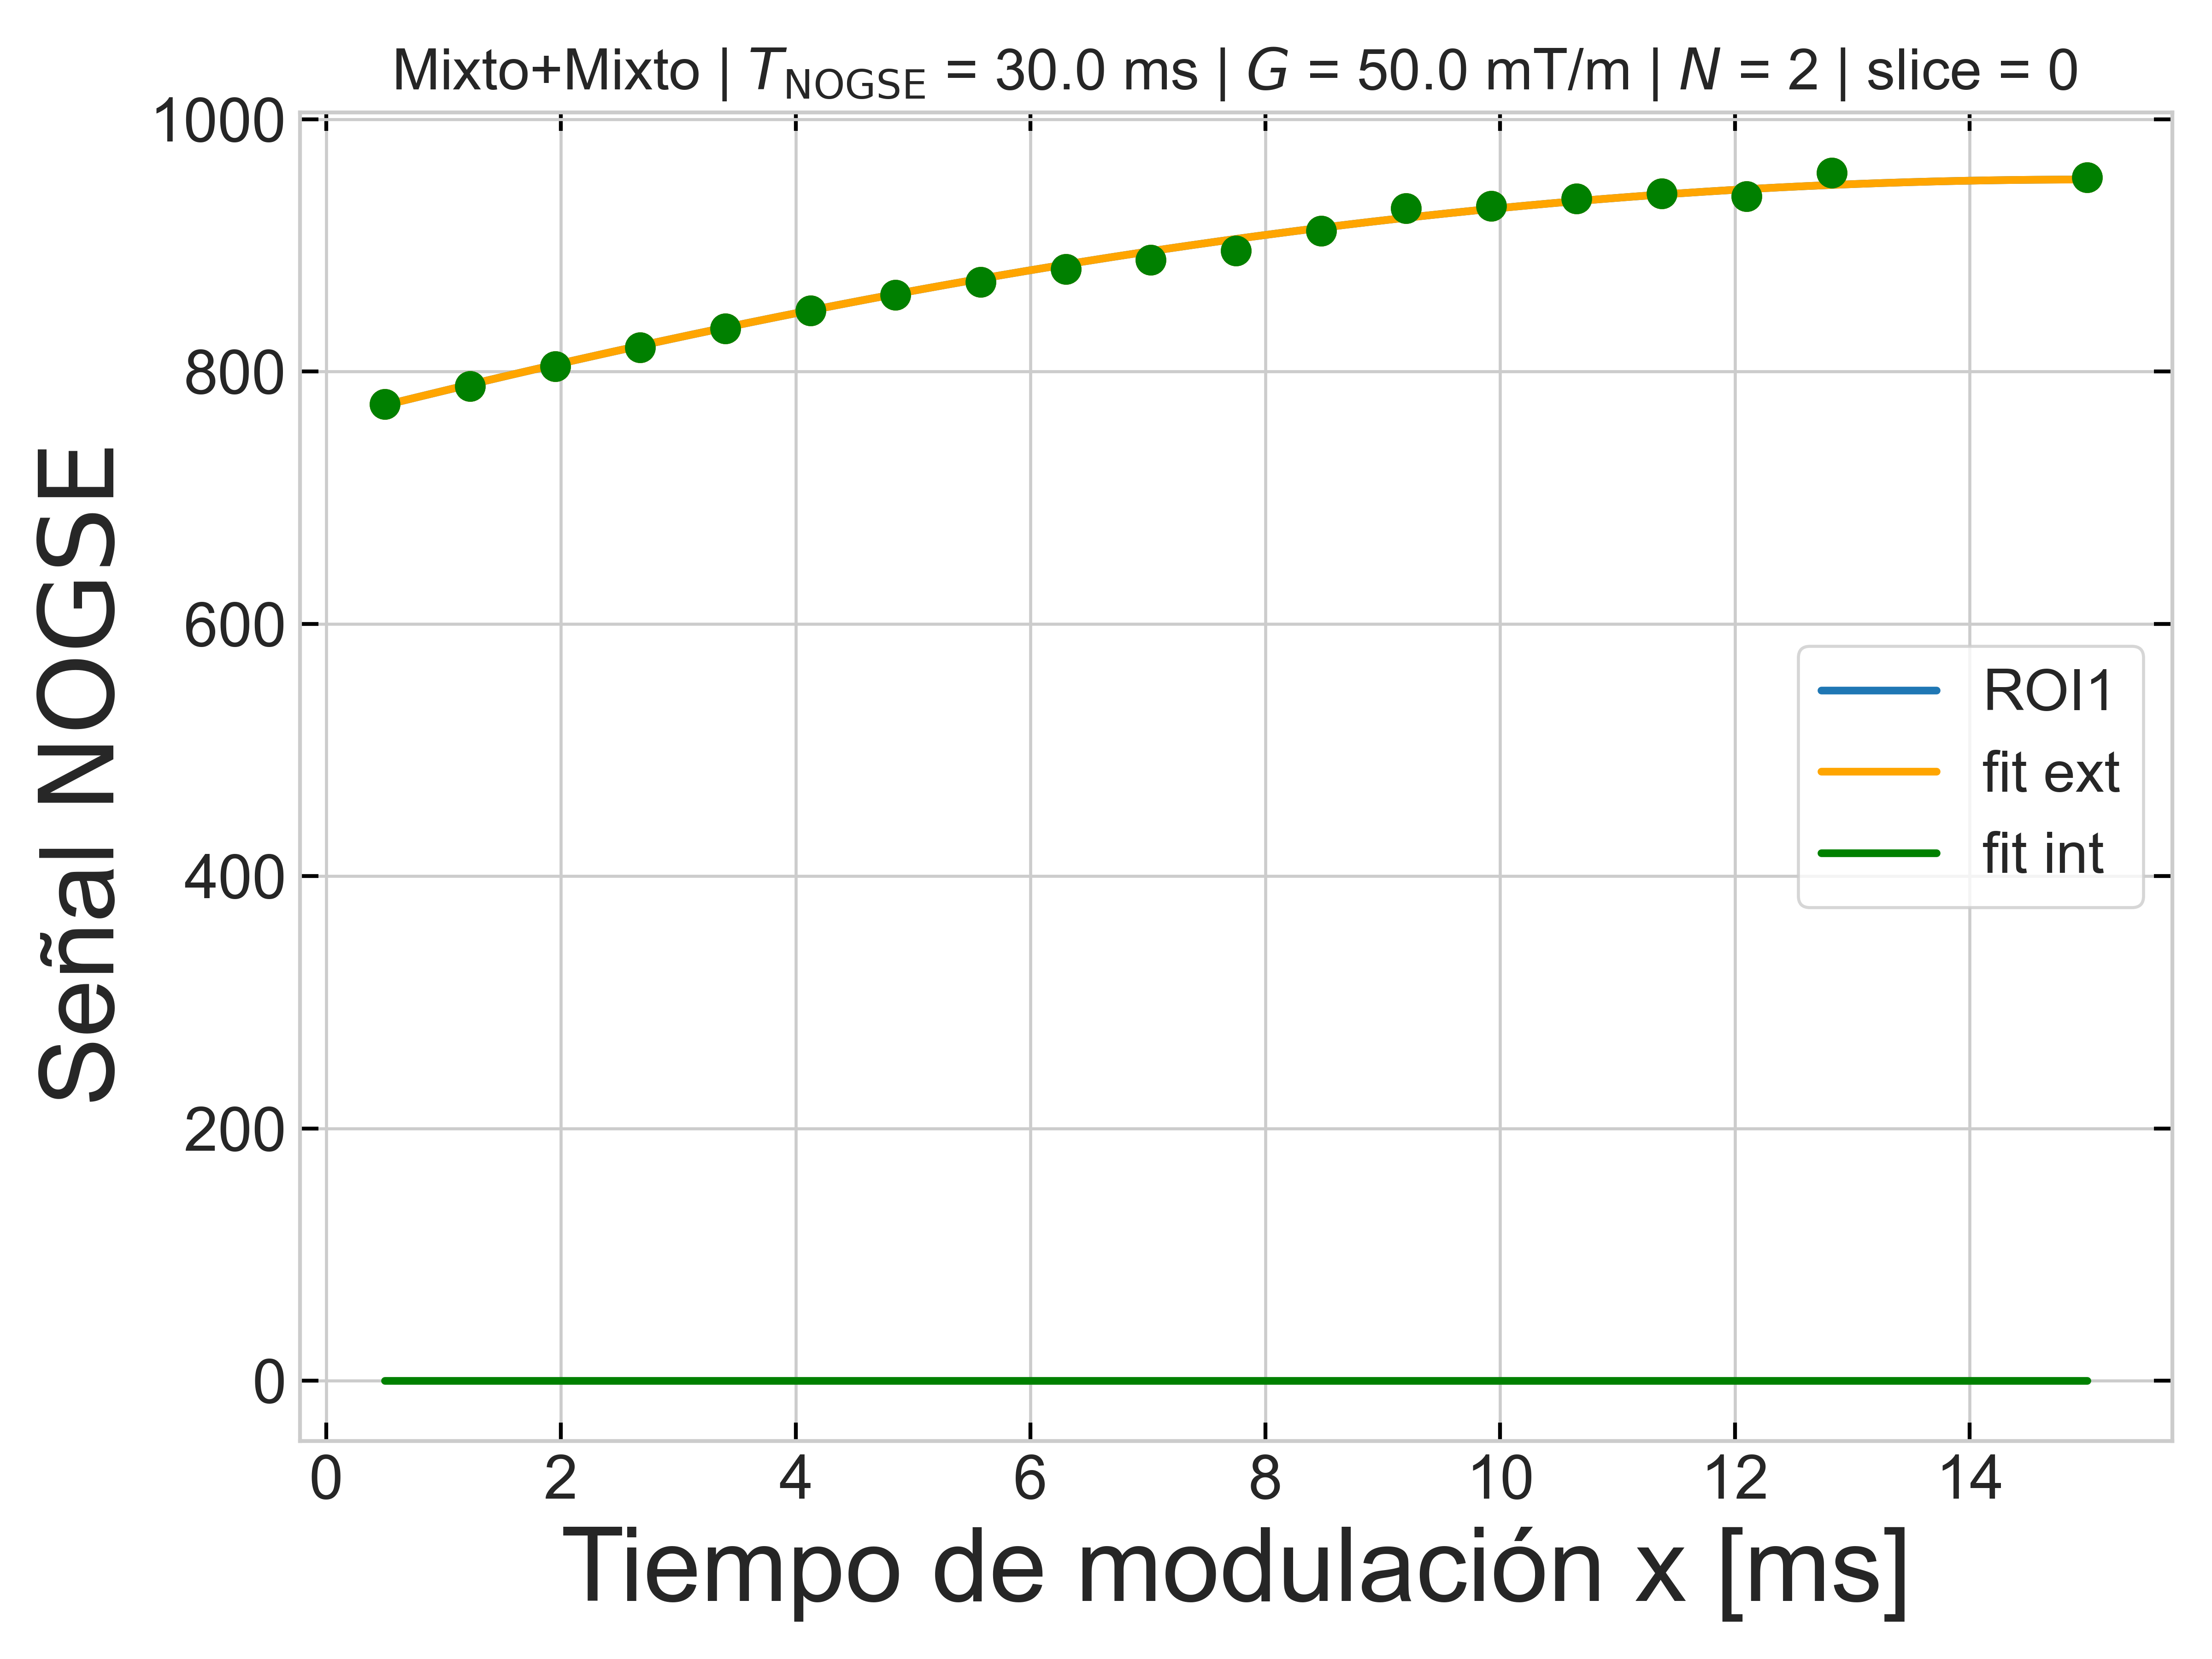 Mixto+Mixto | T_NOGSE = 30.0 ms | G = 50.0 mT/m | N = 2 | slice = 0
1000
800
600
400
200
0
Señal NOGSE
ROI1
fit ext
fit int
0 2 4 6 8 10 12 14
Tiempo de modulación x [ms]